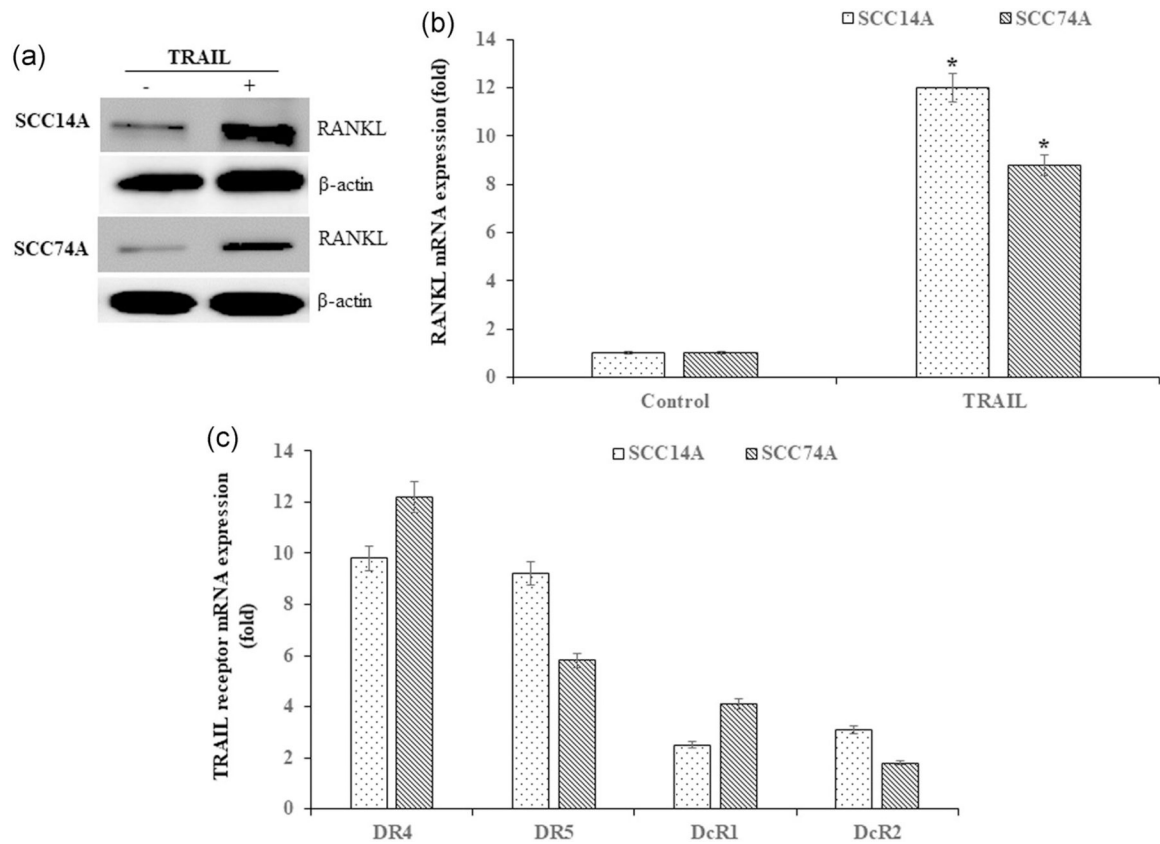 (a)
TRAIL
- +
SCC14A RANKL
β-actin
SCC74A RANKL
β-actin
(b)
SCC14A SCC74A
RANKL mRNA expression (fold)
14
12
10
8
6
4
2
0
* *
Control TRAIL
(c)
SCC14A SCC74A
TRAIL receptor mRNA expression
(fold)
14
12
10
8
6
4
2
0
DR4 DR5 DcR1 DcR2